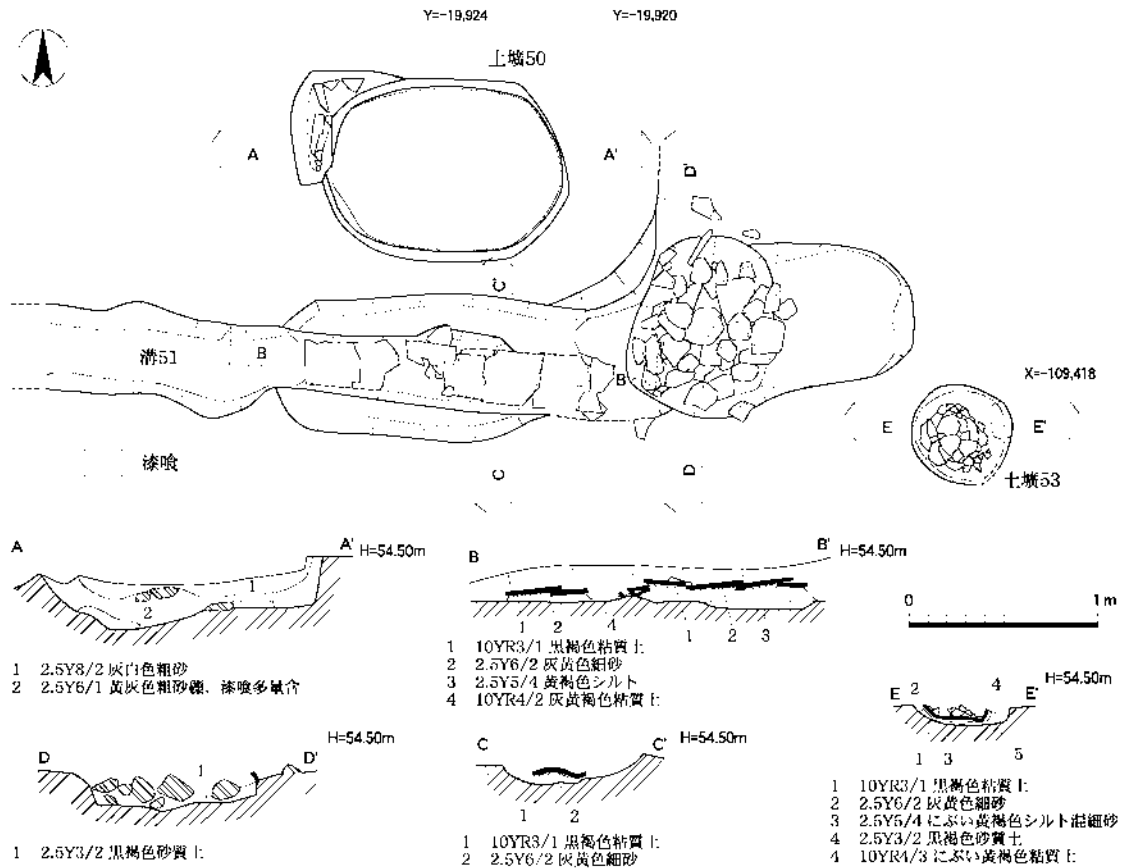 Y=-19,924
Y=-19,920
土壙50
A
A'
D'
C'
溝51
B
B'
X=-109,418
E
E'
漆喰
C
D
土壙53
A
A'
H=54.50m
1
2
1 2.5Y8/2 灰白色粗砂
2 2.5Y6/1 黄灰色粗砂礫、漆喰多量含
B
B'
H=54.50m
1 2 4 1 2 3
1 10YR3/1 黒褐色粘質土
2 2.5Y6/2 灰黄色細砂
3 2.5Y5/4 黄褐色シルト
4 10YR4/2 灰黄褐色粘質土
0
1m
D
D'
H=54.50m
1
1 2.5Y3/2 黒褐色砂質土
C
C'
H=54.50m
1 2
1 10YR3/1 黒褐色粘質土
2 2.5Y6/2 灰黄色細砂
E 2 4 E'
H=54.50m
1 3 5
1 10YR3/1 黒褐色粘質土
2 2.5Y6/2 灰黄色細砂
3 2.5Y5/4 にぶい黄褐色シルト混細砂
4 2.5Y3/2 黒褐色砂質土
4 10YR4/3 にぶい黄褐色粘質土